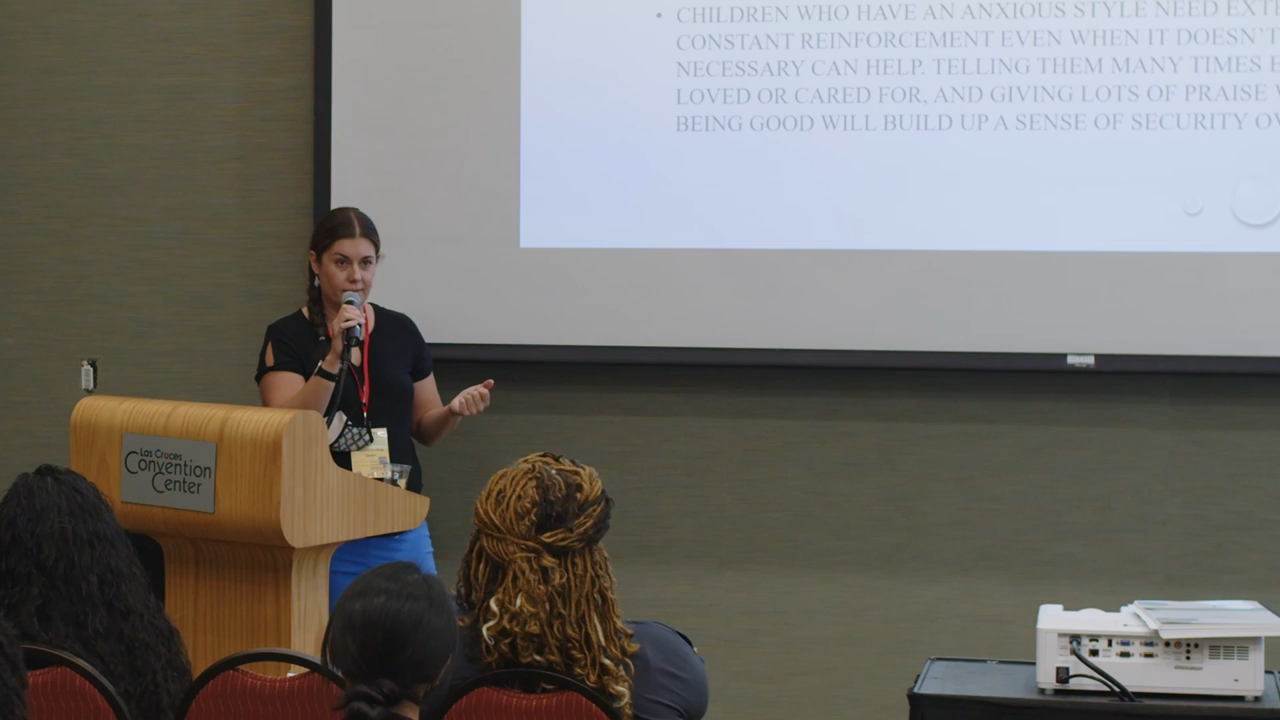 • CHILDREN WHO HAVE AN ANXIOUS STYLE NEED EXTE
CONSTANT REINFORCEMENT EVEN WHEN IT DOESN'T
NECESSARY CAN HELP. TELLING THEM MANY TIMES
LOVED OR CARED FOR, AND GIVING LOTS OF PRAISE
BEING GOOD WILL BUILD UP A SENSE OF SECURITY OV
Las Cruces
Convention
Center